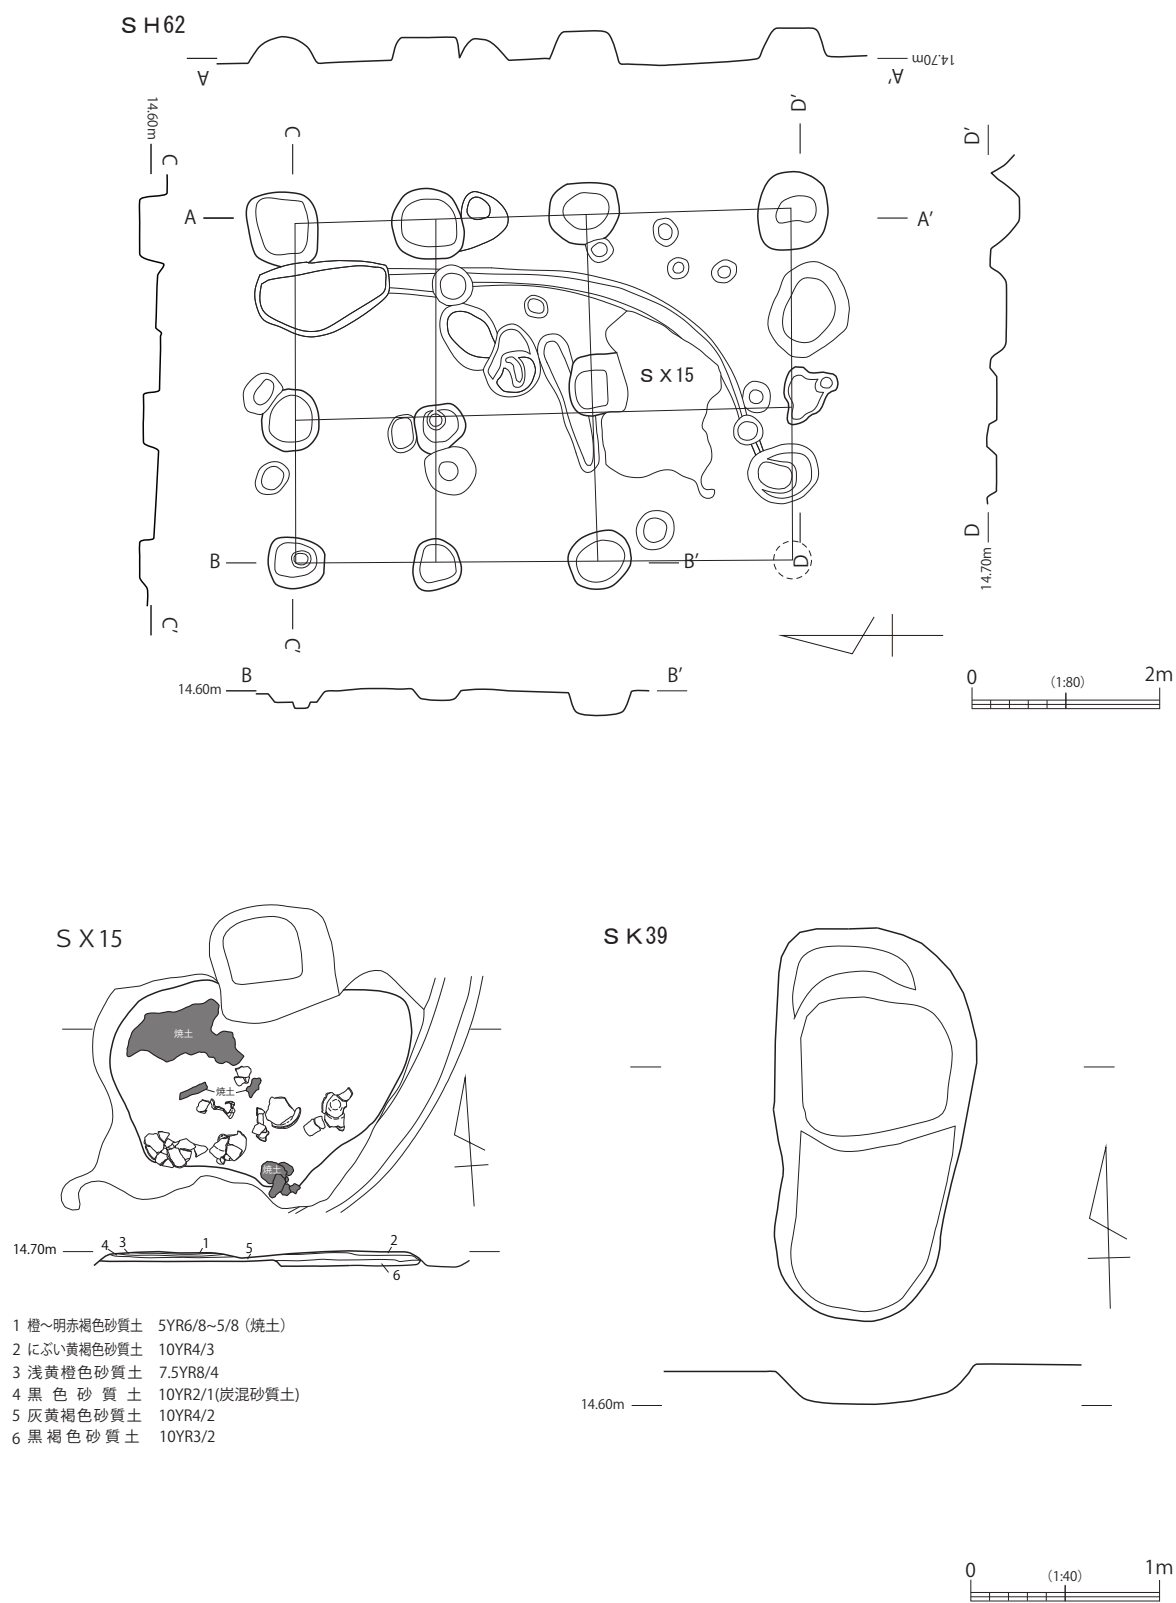 ＳＨ62
A
A'
14.70m
14.60m
C
C
D'
D'
A
A'
C'
ＳＸ15
B
B'
D
D
14.70m
C'
B
B'
14.60m
0
(1:80)
2m
ＳＸ15
焼土
焼土
焼土
14.70m
4
3
1
5
2
6
1 橙～明赤褐色砂質土 5YR6/8~5/8（焼土）
2 にぶい黄褐色砂質土 10YR4/3
3 浅黄橙色砂質土 7.5YR8/4
4 黒色砂質土 10YR2/1(炭混砂質土)
5 灰黄褐色砂質土 10YR4/2
6 黒褐色砂質土 10YR3/2
ＳＫ39
14.60m
0
(1:40)
1m